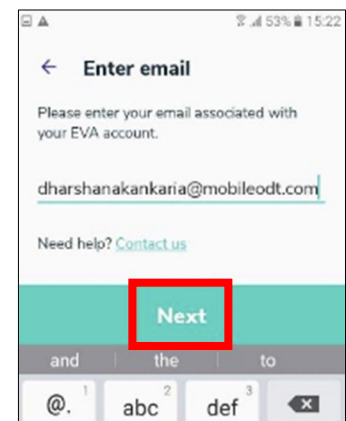 53% 15:22
← Enter email
Please enter your email associated with
your EVA account.
dharshanakankaria@mobileodt.com
Need help? Contact us
Next
and the to
@. 1 abc 2 def 3